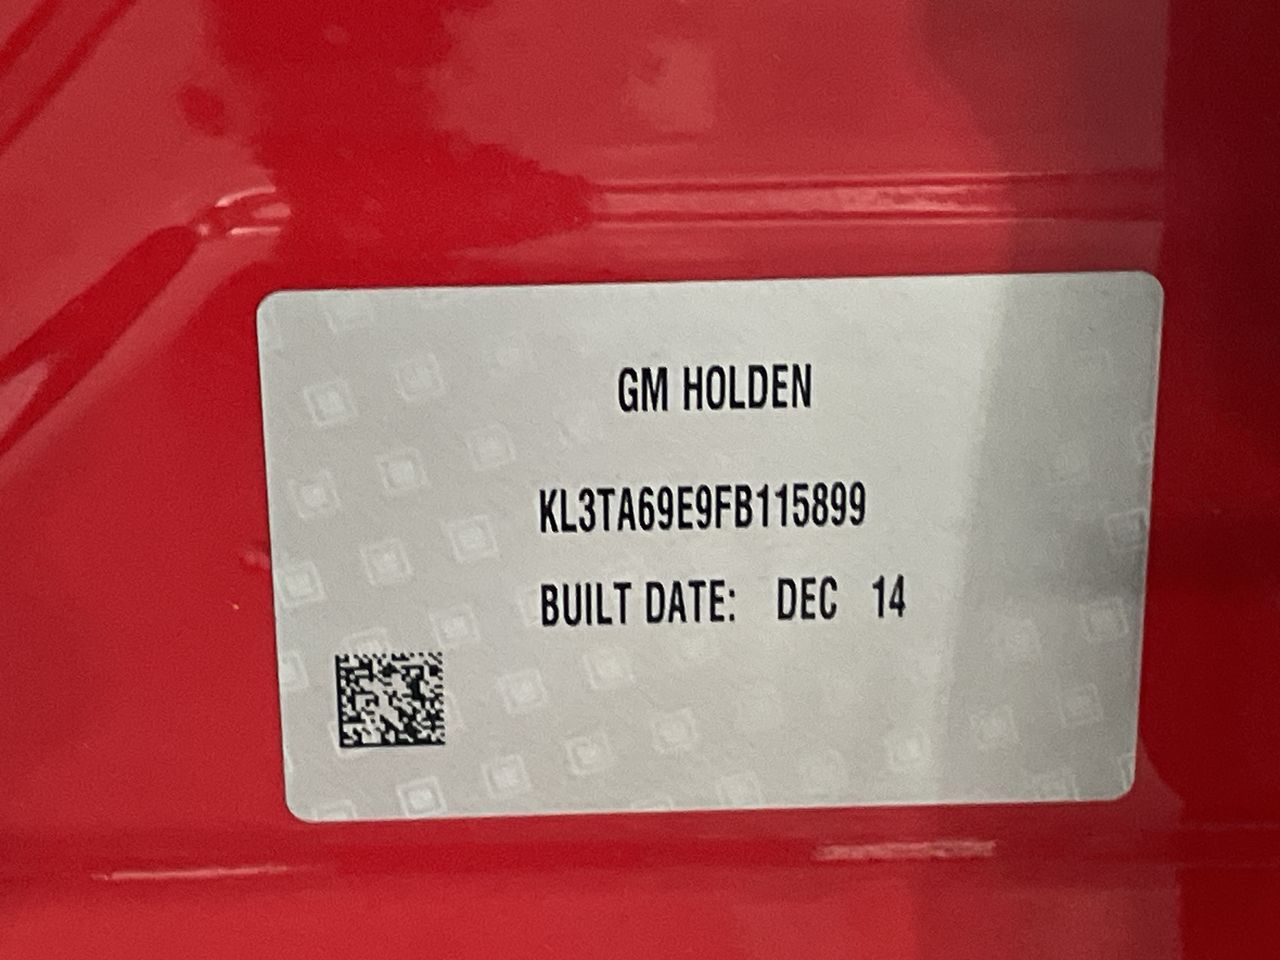 GM HOLDEN
KL3TA69E9FB115899
BUILT DATE: DEC 14